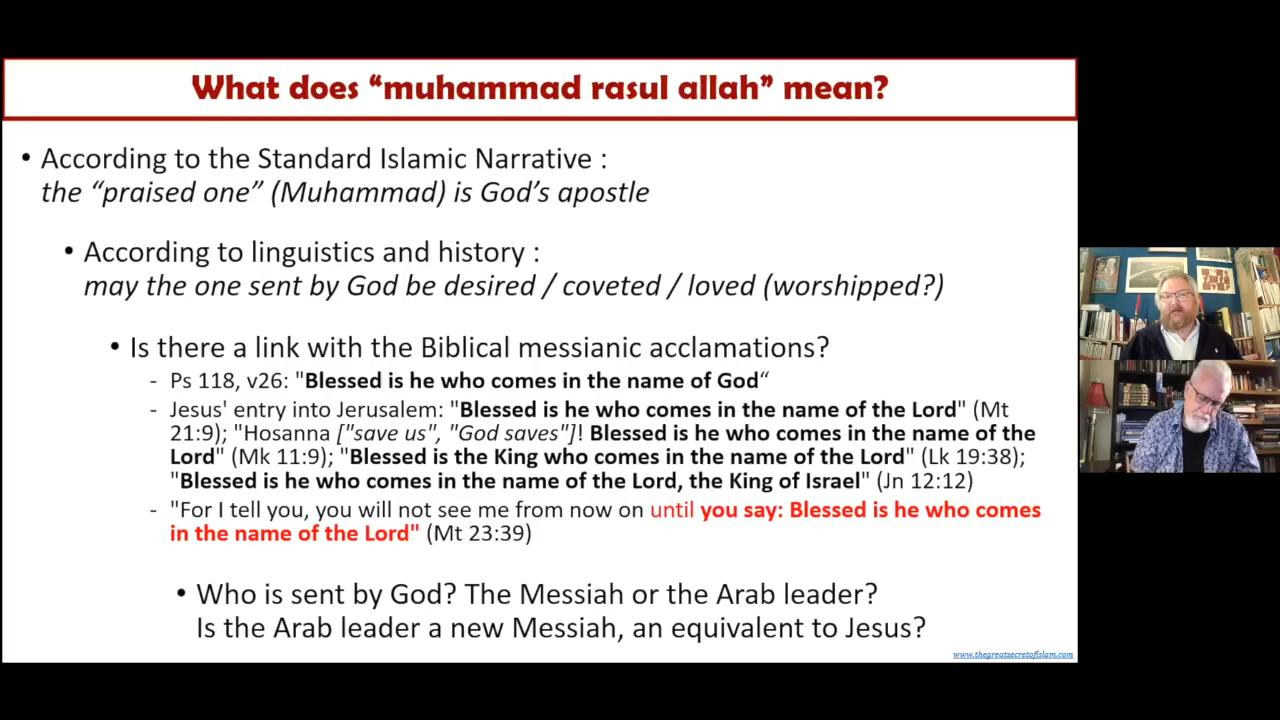 What does “muhammad rasul allah” mean?
• According to the Standard Islamic Narrative :
the “praised one” (Muhammad) is God’s apostle
• According to linguistics and history :
may the one sent by God be desired / coveted / loved (worshipped?)
• Is there a link with the Biblical messianic acclamations?
- Ps 118, v26: "Blessed is he who comes in the name of God“
- Jesus' entry into Jerusalem: "Blessed is he who comes in the name of the Lord" (Mt
21:9); "Hosanna ["save us", "God saves"]! Blessed is he who comes in the name of the
Lord" (Mk 11:9); "Blessed is the King who comes in the name of the Lord" (Lk 19:38);
"Blessed is he who comes in the name of the Lord, the King of Israel" (Jn 12:12)
- "For I tell you, you will not see me from now on until you say: Blessed is he who comes
in the name of the Lord" (Mt 23:39)
• Who is sent by God? The Messiah or the Arab leader?
Is the Arab leader a new Messiah, an equivalent to Jesus?
www.thegreatsecretofislam.com